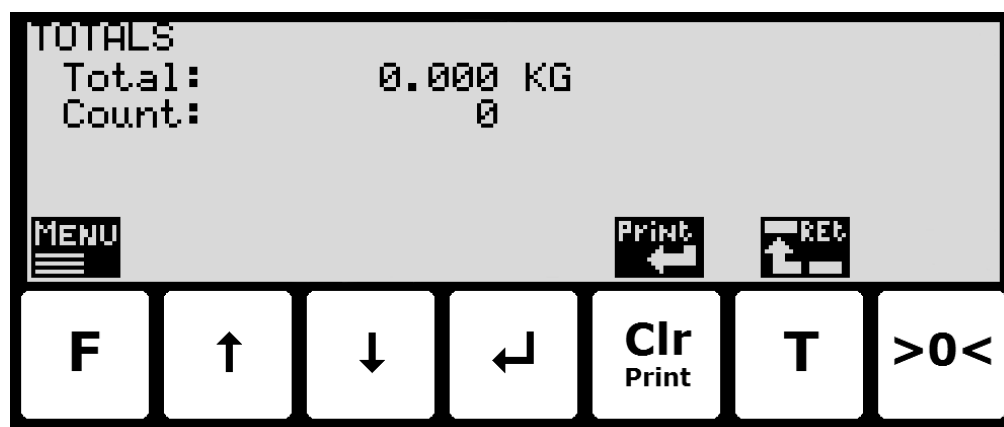 TOTALS
Total: 0.000 KG
Count: 0
MENU Print REt
F ↑ ↓ ↵ Clr Print T >0<